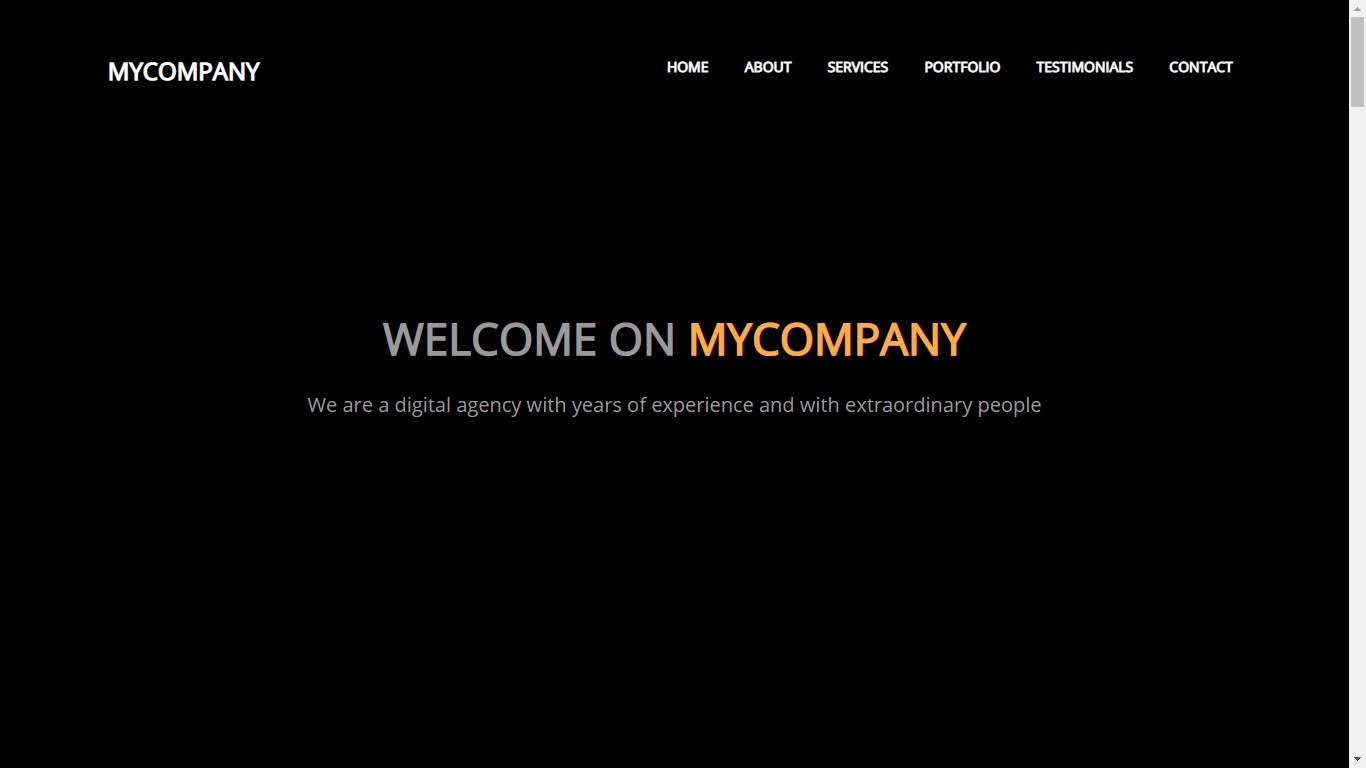 MYCOMPANY
HOME ABOUT SERVICES PORTFOLIO TESTIMONIALS CONTACT
WELCOME ON MYCOMPANY
We are a digital agency with years of experience and with extraordinary people